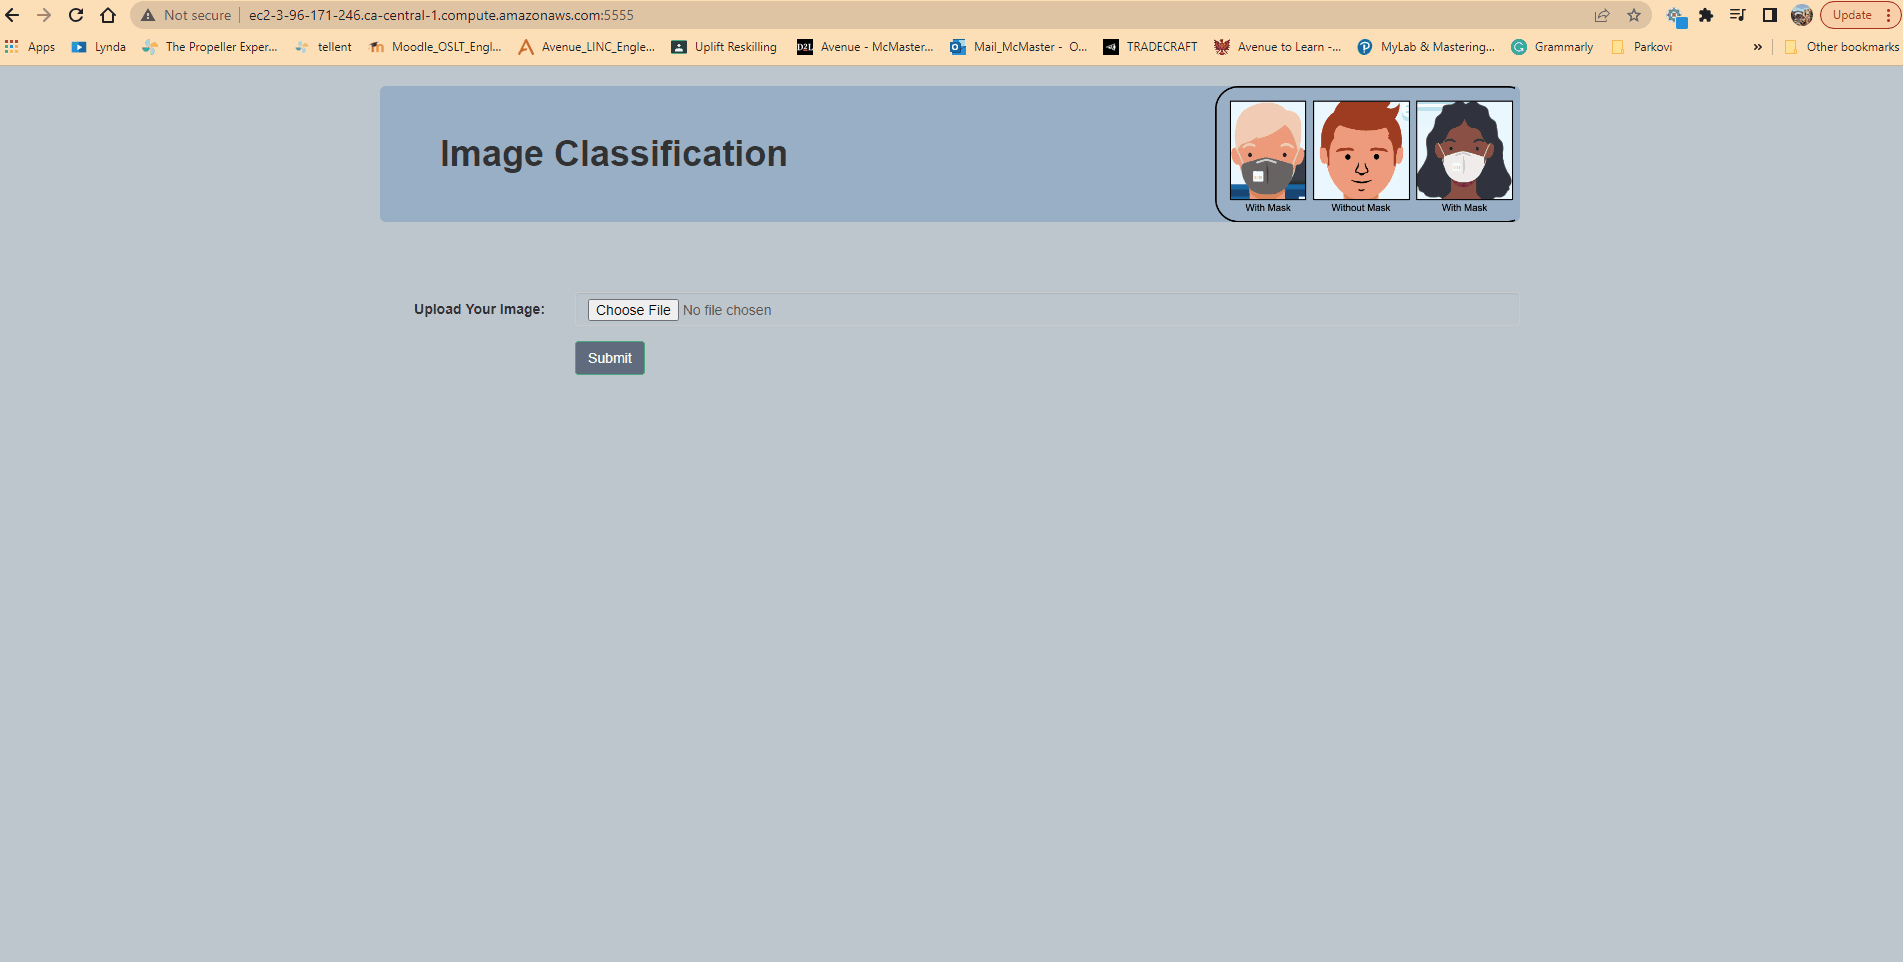 Not secure ec2-3-96-171-246.ca-central-1.compute.amazonaws.com:5555 Update
Apps Lynda The Propeller Exper... tellent Moodle_OSLT_Engl... Avenue_LINC_Engle... Uplift Reskilling D2L Avenue - McMaster... Mail_McMaster - O... TRADECRAFT Avenue to Learn -... MyLab & Mastering... Grammarly Parkovi » Other bookmarks
Image Classification
With Mask Without Mask With Mask
Upload Your Image: Choose File No file chosen
Submit